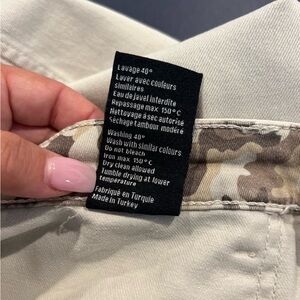 Lavage 40°
Laver avec couleurs
similaires
Eau de javel interdite
Repassage max 150°C
Nettoyage à sec autorisé
Séchage tambour modéré
Washing 40°
Wash with similar colours
Do not bleach
Iron max 150°C
Dry clean allowed
Tumble drying at lower
temperature
Fabriqué en Turquie
Made in Turkey